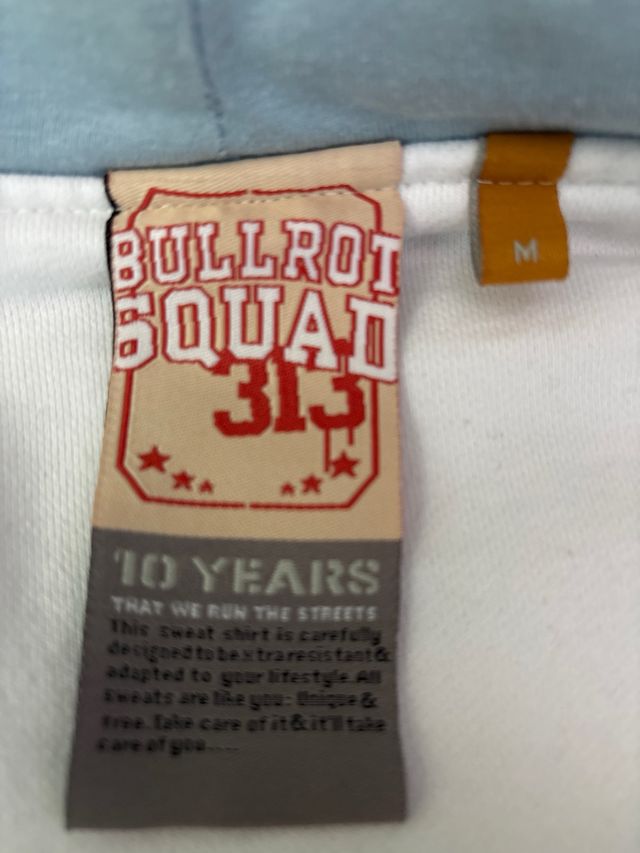 BULLROT
SQUAD
313
M
10 YEARS
THAT WE RUN THE STREETS
This sweat shirt is carefully
designed to be xtra resistant &
adapted to your lifestyle. All
Sweats are like you: Unique &
free. Take care of it & it'll take
care of you....